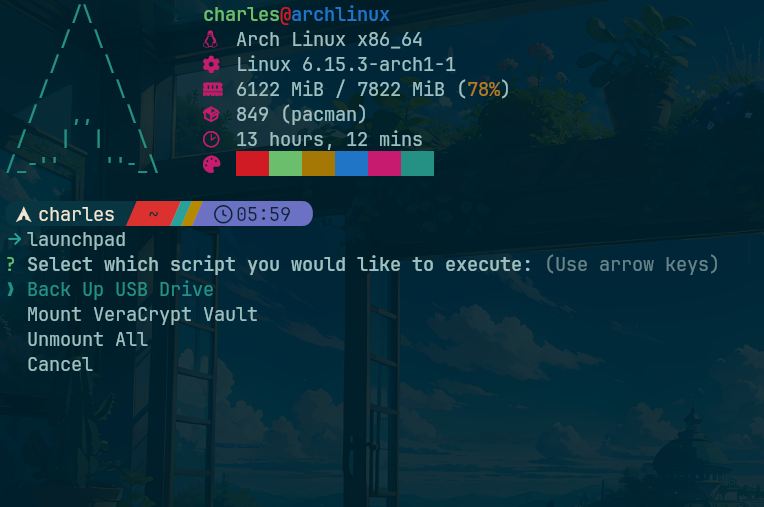 charles@archlinux
Arch Linux x86_64
Linux 6.15.3-arch1-1
6122 MiB / 7822 MiB (78%)
849 (pacman)
13 hours, 12 mins
charles ~ 05:59
→ launchpad
? Select which script you would like to execute: (Use arrow keys)
❯ Back Up USB Drive
Mount VeraCrypt Vault
Unmount All
Cancel